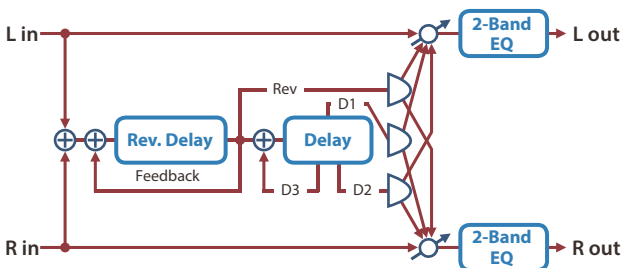 L in
2-Band
EQ
L out
Rev
D1
Rev. Delay
Delay
Feedback
D3
D2
R in
2-Band
EQ
R out